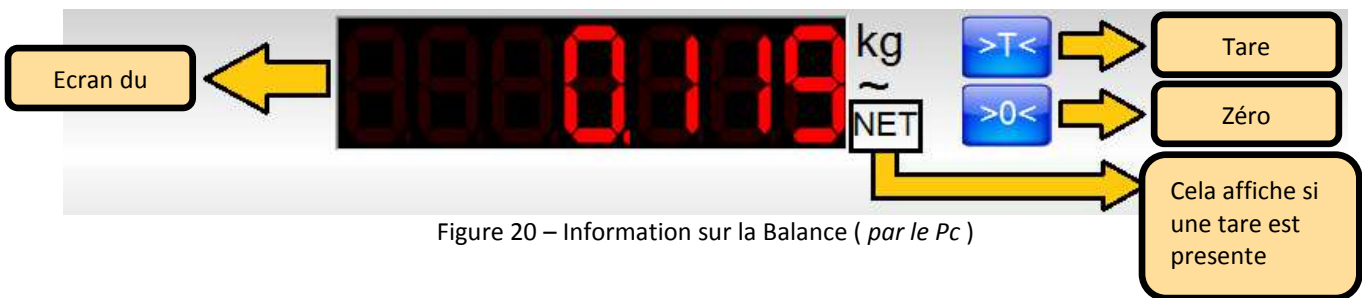 Ecran du
0.119
kg
~
NET
>T<
>0<
Tare
Zéro
Cela affiche si
une tare est
presente
Figure 20 – Information sur la Balance ( par le Pc )